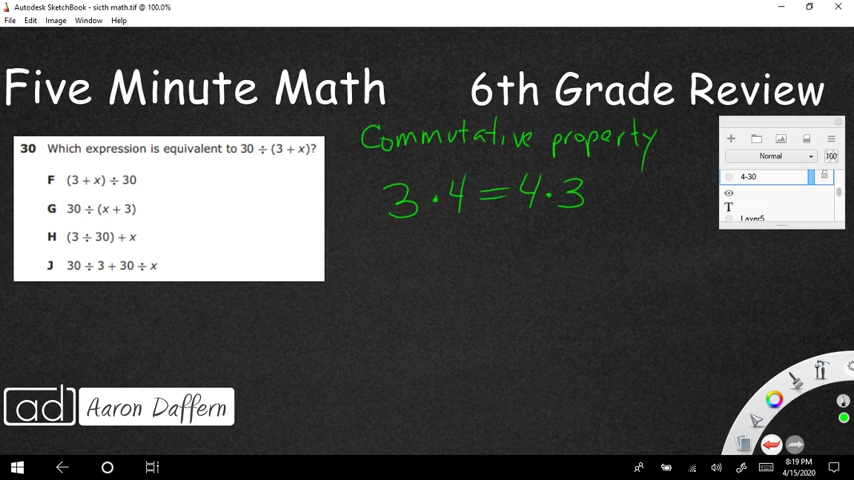 Autodesk SketchBook - sicth math.tif @ 100.0%
File Edit Image Window Help
Five Minute Math 6th Grade Review
30 Which expression is equivalent to 30 ÷ (3 + x)?
F (3 + x) ÷ 30
G 30 ÷ (x + 3)
H (3 ÷ 30) + x
J 30 ÷ 3 + 30 ÷ x
Commutative property
3 · 4 = 4 · 3
Normal 100
4-30
T
Layer5
ad Aaron Daffern
8:19 PM
4/15/2020